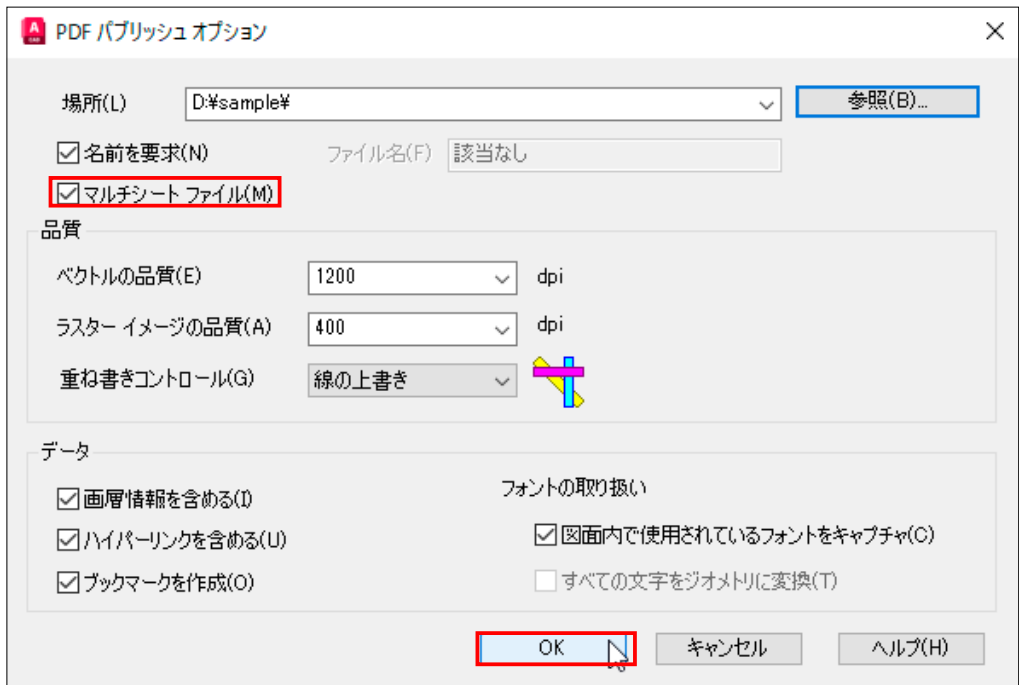 PDF パブリッシュ オプション
場所(L) D:¥sample¥ 参照(B)...
名前を要求(N) ファイル名(F) 該当なし
マルチシート ファイル(M)
品質
ベクトルの品質(E) 1200 dpi
ラスター イメージの品質(A) 400 dpi
重ね書きコントロール(G) 線の上書き
データ
画層情報を含める(I) フォントの取り扱い
ハイパーリンクを含める(U) 図面内で使用されているフォントをキャプチャ(C)
ブックマークを作成(O) すべての文字をジオメトリに変換(T)
OK キャンセル ヘルプ(H)